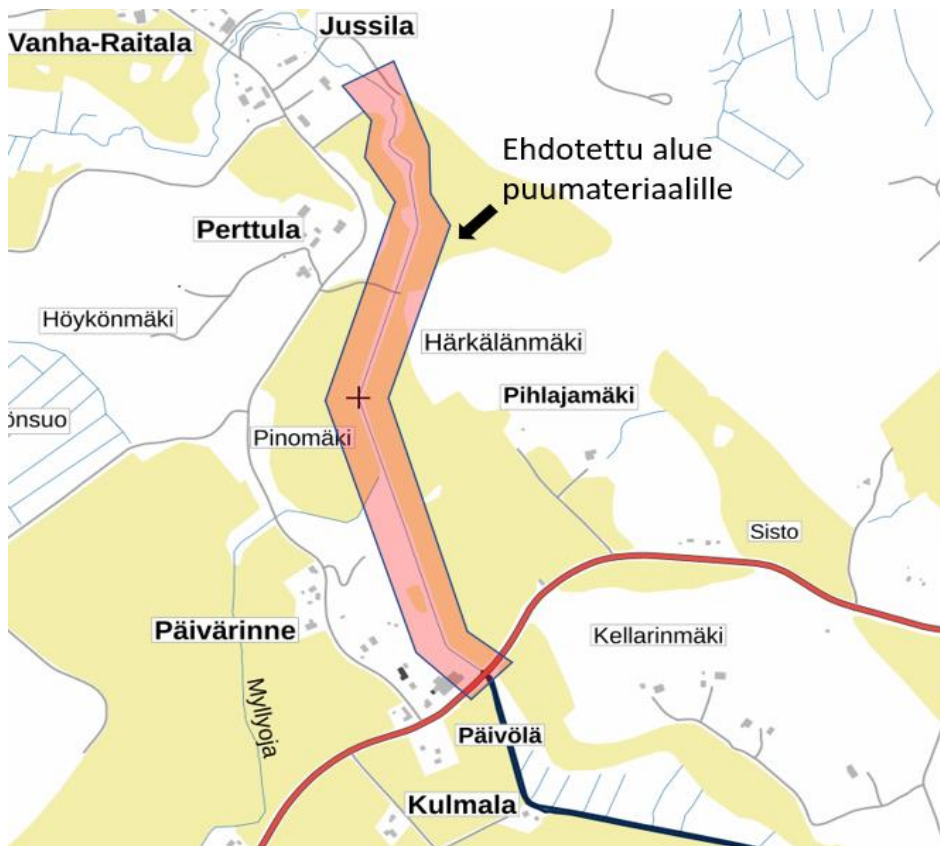 Jussila
Vanha-Raitala
Ehdotettu alue
puumateriaalille
Perttula
Höykönmäki
Härkälänmäki
Pihlajamäki
önsuo
Pinomäki
Sisto
Päivärinne
Kellarinmäki
Myllyoja
Päivölä
Kulmala